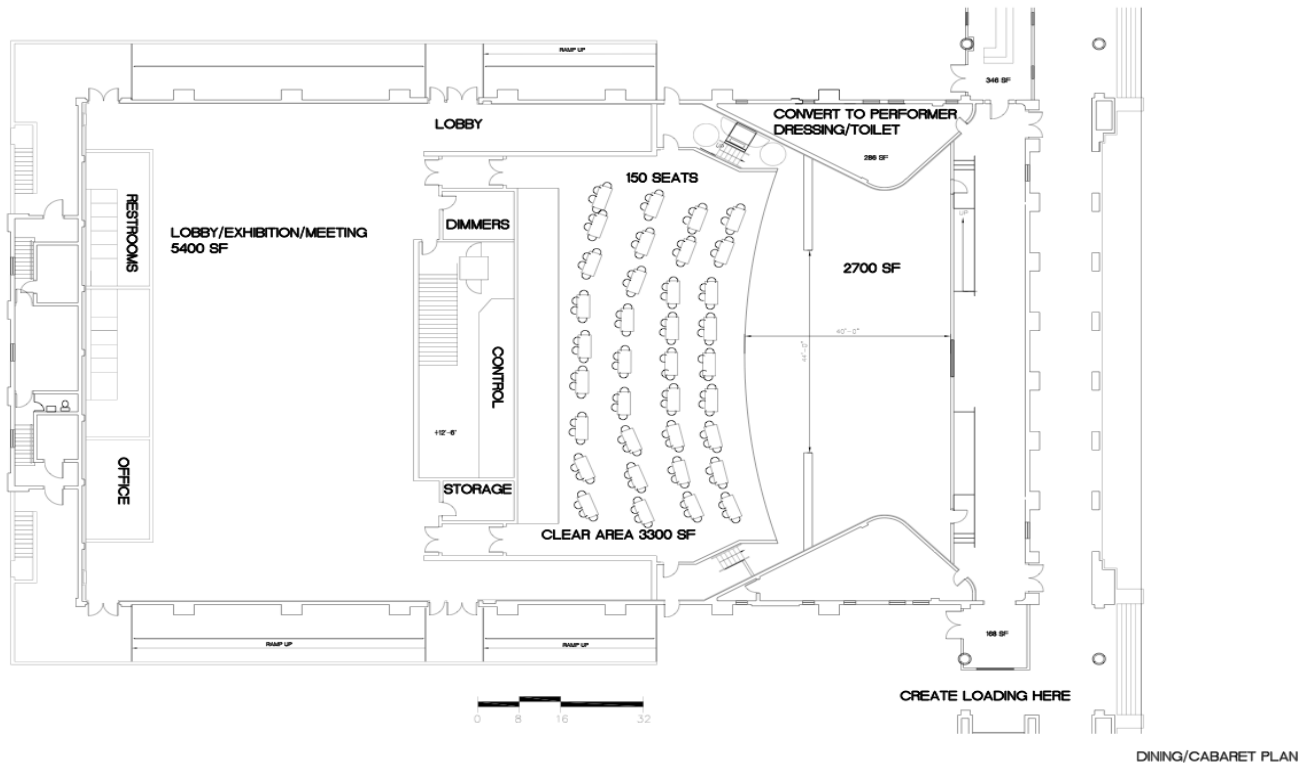 RAMP UP
346 SF
LOBBY
CONVERT TO PERFORMER
DRESSING/TOILET
286 SF
UP
150 SEATS
RESTROOMS
LOBBY/EXHIBITION/MEETING
5400 SF
DIMMERS
UP
2700 SF
40'-0"
CONTROL
+12'-6"
OFFICE
STORAGE
CLEAR AREA 3300 SF
RAMP UP
RAMP UP
168 SF
CREATE LOADING HERE
0 8 16 32
DINING/CABARET PLAN